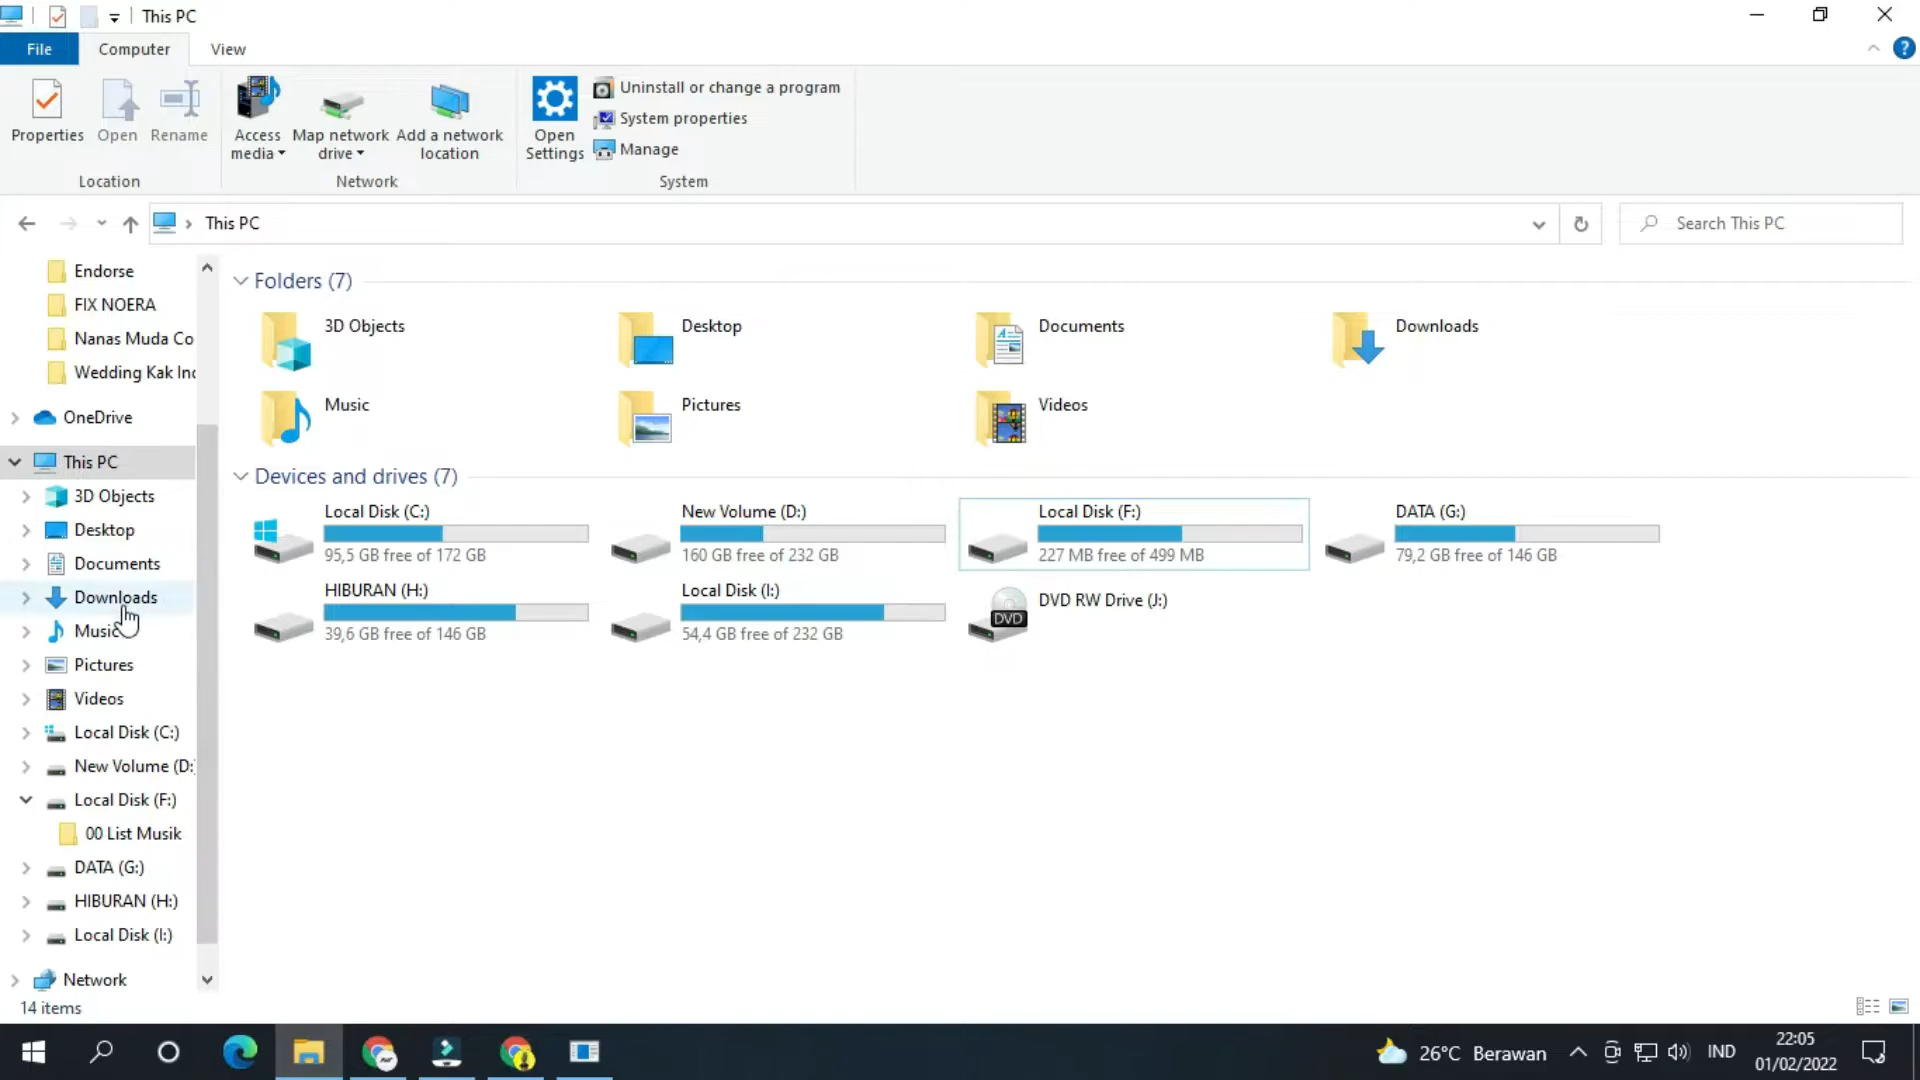 This PC
File
Computer
View
Properties
Open
Rename
Access
media
Map network
drive
Add a network
location
Open
Settings
Uninstall or change a program
System properties
Manage
Location
Network
System
This PC
Search This PC
Endorse
FIX NOERA
Nanas Muda Co
Wedding Kak Inc
OneDrive
This PC
3D Objects
Desktop
Documents
Downloads
Music
Pictures
Videos
Local Disk (C:)
New Volume (D:
Local Disk (F:)
00 List Musik
DATA (G:)
HIBURAN (H:)
Local Disk (I:)
Network
Folders (7)
3D Objects
Desktop
Documents
Downloads
Music
Pictures
Videos
Devices and drives (7)
Local Disk (C:)
95,5 GB free of 172 GB
New Volume (D:)
160 GB free of 232 GB
Local Disk (F:)
227 MB free of 499 MB
DATA (G:)
79,2 GB free of 146 GB
HIBURAN (H:)
39,6 GB free of 146 GB
Local Disk (I:)
54,4 GB free of 232 GB
DVD
DVD RW Drive (J:)
14 items
26°C Berawan
IND
22:05
01/02/2022